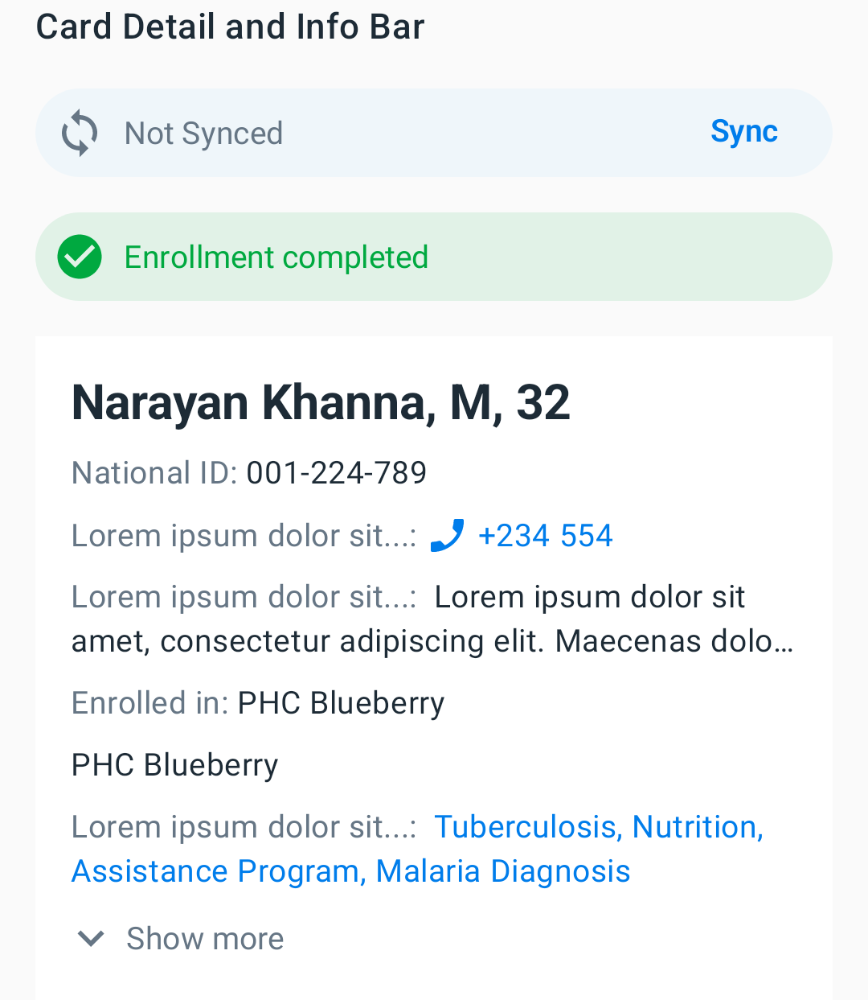 Card Detail and Info Bar
Not Synced
Sync
Enrollment completed
Narayan Khanna, M, 32
National ID: 001-224-789
Lorem ipsum dolor sit...: +234 554
Lorem ipsum dolor sit...: Lorem ipsum dolor sit
amet, consectetur adipiscing elit. Maecenas dolo...
Enrolled in: PHC Blueberry
PHC Blueberry
Lorem ipsum dolor sit...: Tuberculosis, Nutrition,
Assistance Program, Malaria Diagnosis
Show more